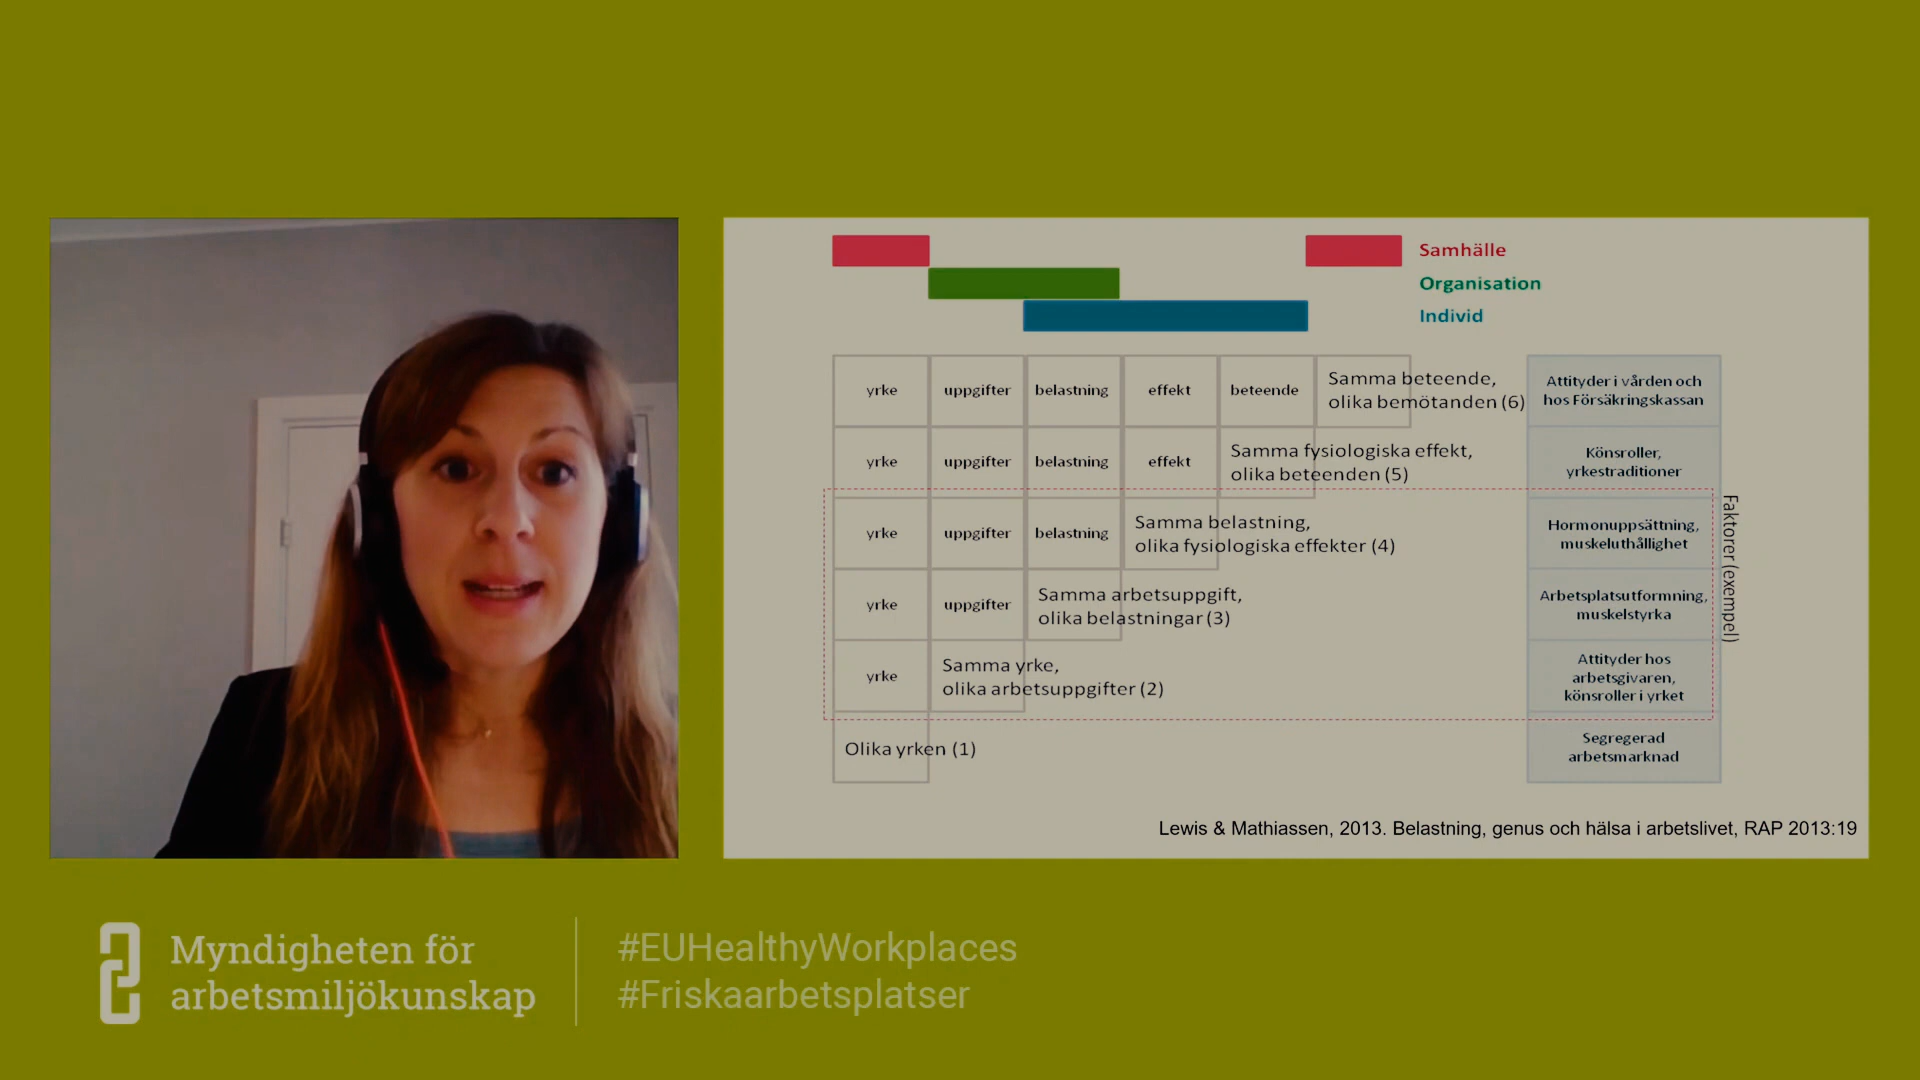 Samhälle
Organisation
Individ
yrke uppgifter belastning effekt beteende
Samma beteende,
olika bemötanden (6)
Attityder i vården och
hos Försäkringskassan
yrke uppgifter belastning effekt
Samma fysiologiska effekt,
olika beteenden (5)
Könsroller,
yrkestraditioner
yrke uppgifter belastning
Samma belastning,
olika fysiologiska effekter (4)
Hormonuppsättning,
muskeluthållighet
yrke uppgifter
Samma arbetsuppgift,
olika belastningar (3)
Arbetsplatsutformning,
muskelstyrka
yrke
Samma yrke,
olika arbetsuppgifter (2)
Attityder hos
arbetsgivaren,
könsroller i yrket
Olika yrken (1)
Segregerad
arbetsmarknad
Faktorer (exempel)
Lewis & Mathiassen, 2013. Belastning, genus och hälsa i arbetslivet, RAP 2013:19
Myndigheten för
arbetsmiljökunskap
#EUHealthyWorkplaces
#Friskaarbetsplatser